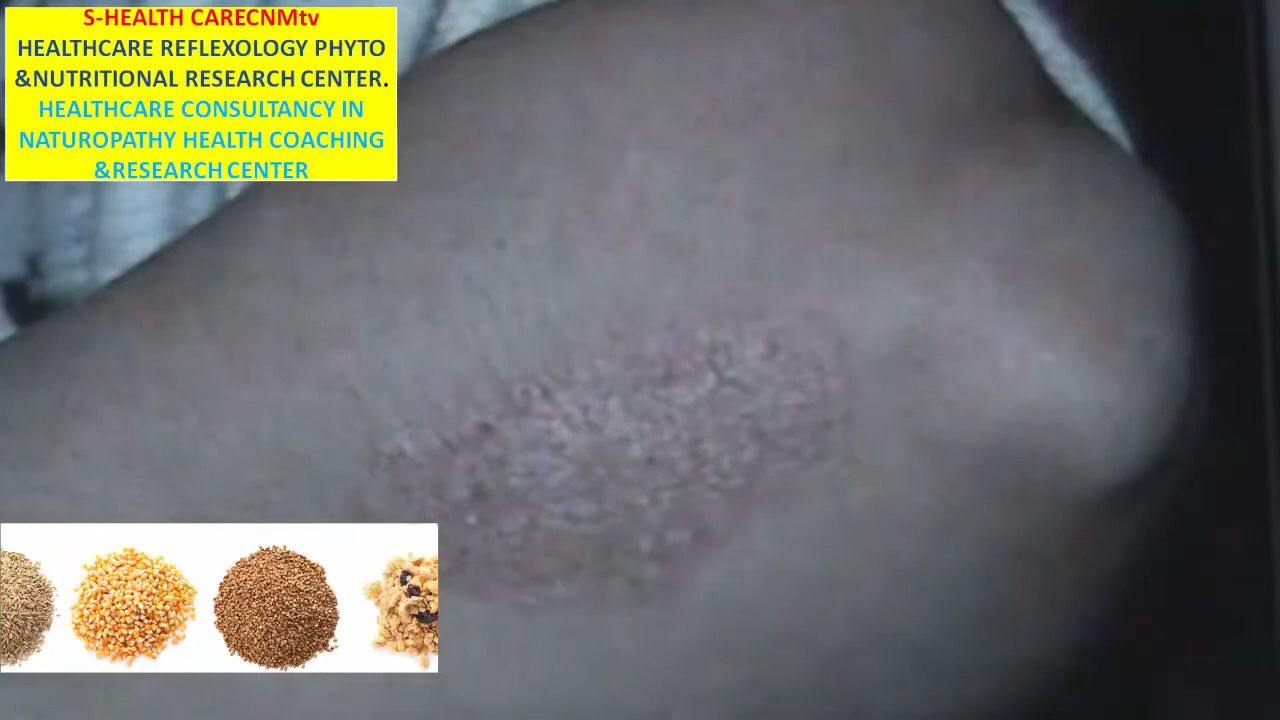 S-HEALTH CARECNMtv
HEALTHCARE REFLEXOLOGY PHYTO
&NUTRITIONAL RESEARCH CENTER.
HEALTHCARE CONSULTANCY IN
NATUROPATHY HEALTH COACHING
&RESEARCH CENTER